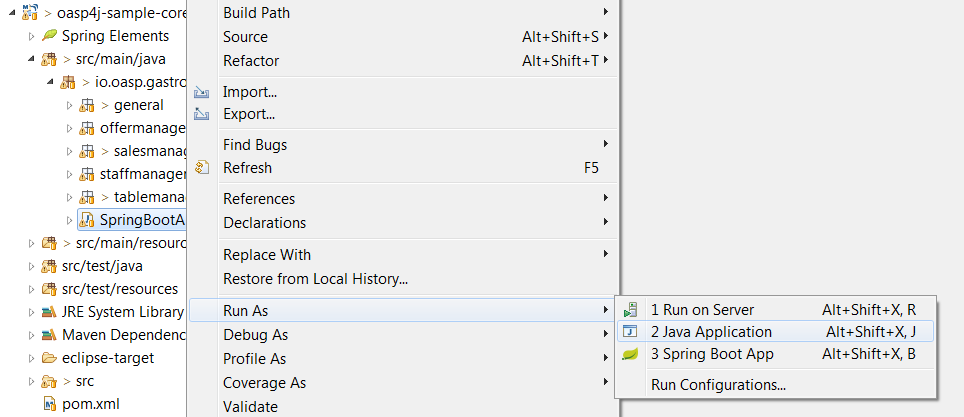 > oasp4j-sample-core
Spring Elements
> src/main/java
> io.oasp.gastro
> general
offermanage
> salesmanag
staffmanager
> tablemana
SpringBootA
> src/main/resourc
src/test/java
src/test/resources
JRE System Library
Maven Dependenc
eclipse-target
> src
pom.xml
Build Path
Source Alt+Shift+S
Refactor Alt+Shift+T
Import...
Export...
Find Bugs
Refresh F5
References
Declarations
Replace With
Restore from Local History...
Run As
Debug As
Profile As
Coverage As
Validate
1 Run on Server Alt+Shift+X, R
2 Java Application Alt+Shift+X, J
3 Spring Boot App Alt+Shift+X, B
Run Configurations...